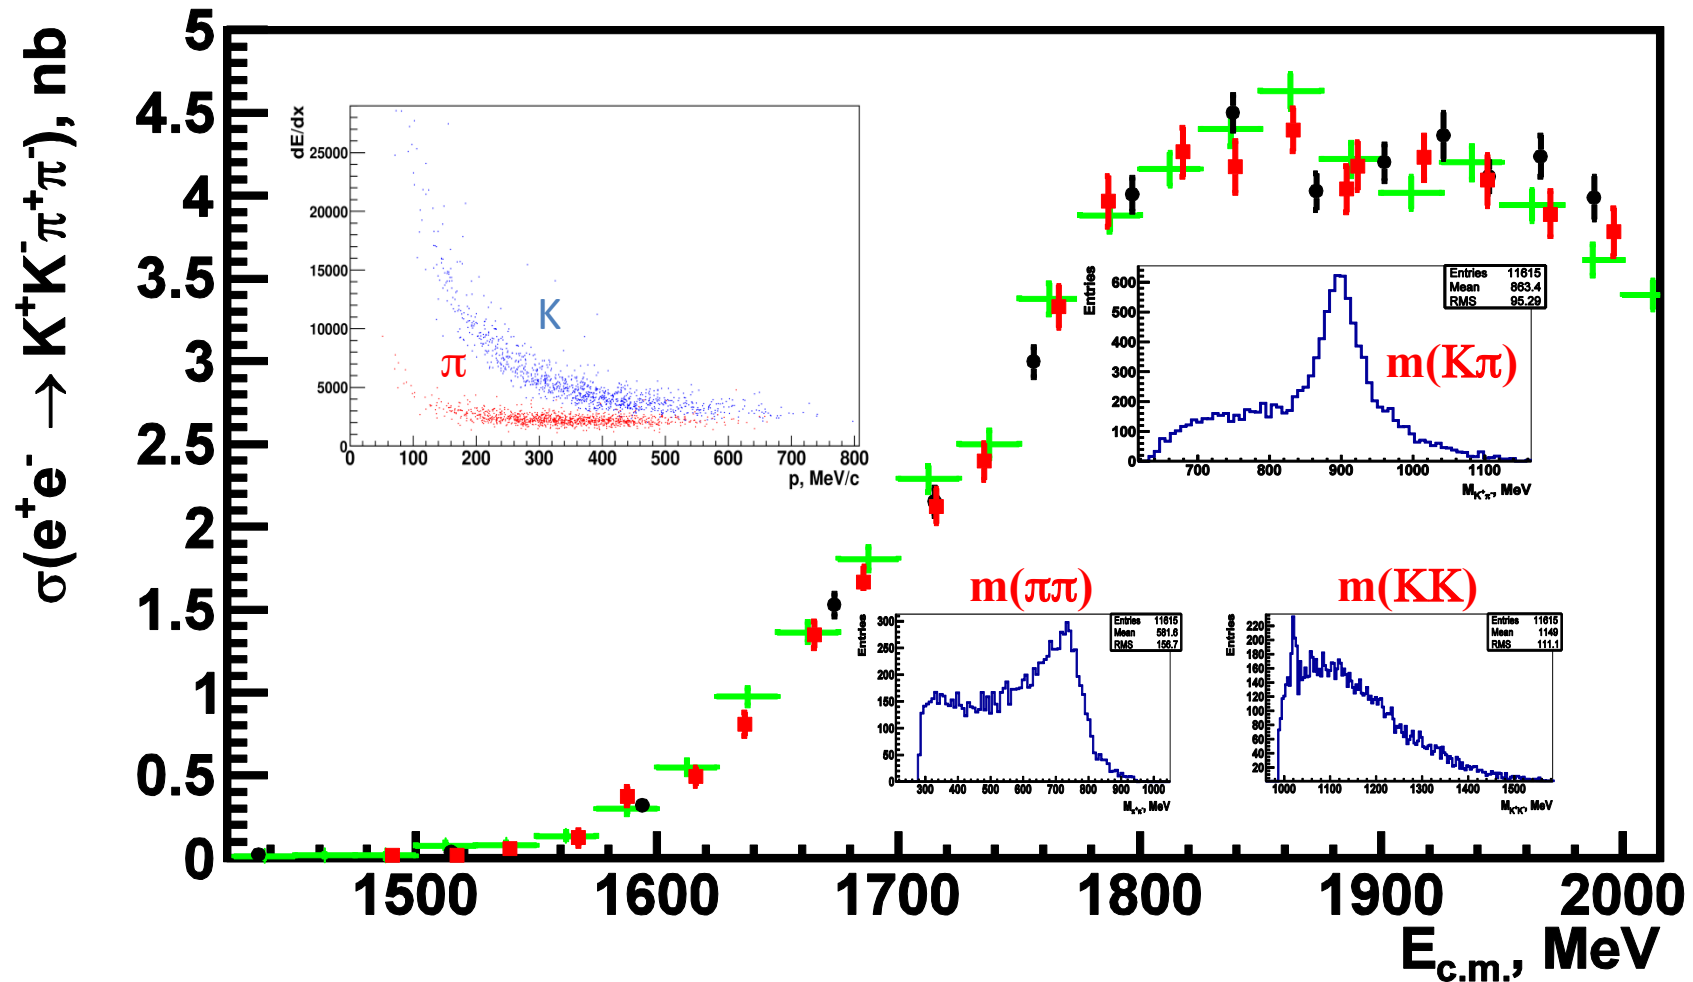 σ(e+e- → K+K-π+π-), nb
5
4.5
4
3.5
3
2.5
2
1.5
1
0.5
0
1500 1600 1700 1800 1900 2000
E c.m., MeV
dE/dx
25000
20000
15000
10000
5000
0
0 100 200 300 400 500 600 700 800
p, MeV/c
K
π
Entries
600
500
400
300
200
100
0
700 800 900 1000 1100
M K+π-, MeV
Entries 11615
Mean 863.4
RMS 95.29
m(Kπ)
m(ππ)
Entries
300
250
200
150
100
50
0
300 400 500 600 700 800 900 1000
M π+π-, MeV
Entries 11615
Mean 581.6
RMS 156.7
m(KK)
Entries
220
200
180
160
140
120
100
80
60
40
20
1000 1100 1200 1300 1400 1500
M K+K-, MeV
Entries 11615
Mean 1149
RMS 111.1